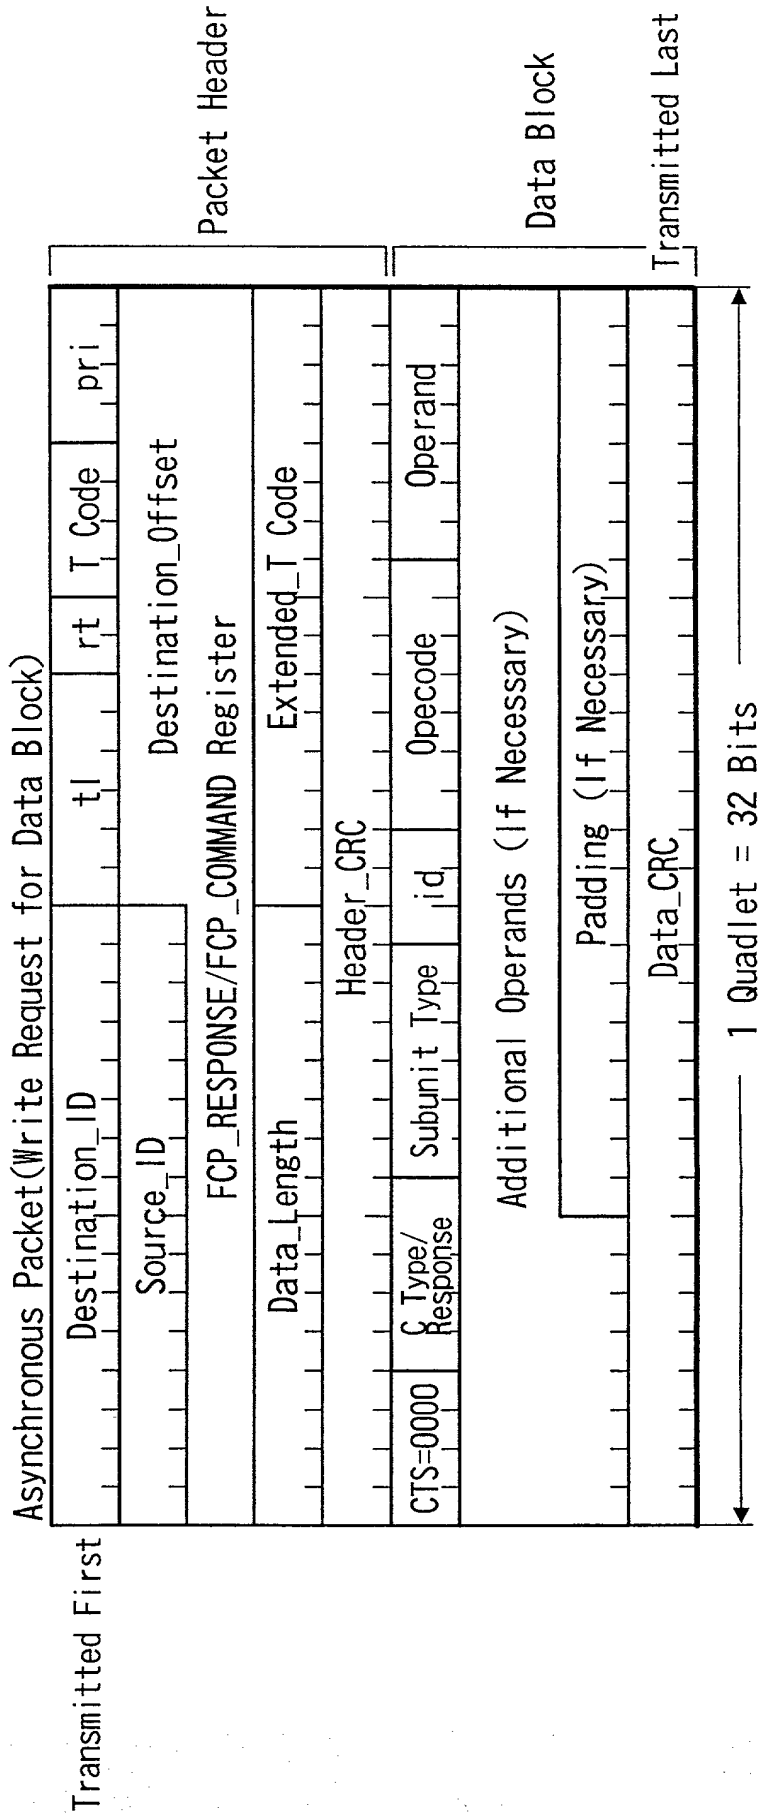 Asynchronous Packet(Write Request for Data Block)
Transmitted First
Destination_ID
tl
rt
T Code
pri
Source_ID
Destination_Offset
FCP_RESPONSE/FCP_COMMAND Register
Data_Length
Extended_T Code
Header_CRC
Packet Header
CTS=0000
C Type/
Response
Subunit Type
id
Opecode
Operand
Additional Operands (If Necessary)
Padding (If Necessary)
Data_CRC
Data Block
Transmitted Last
1 Quadlet = 32 Bits